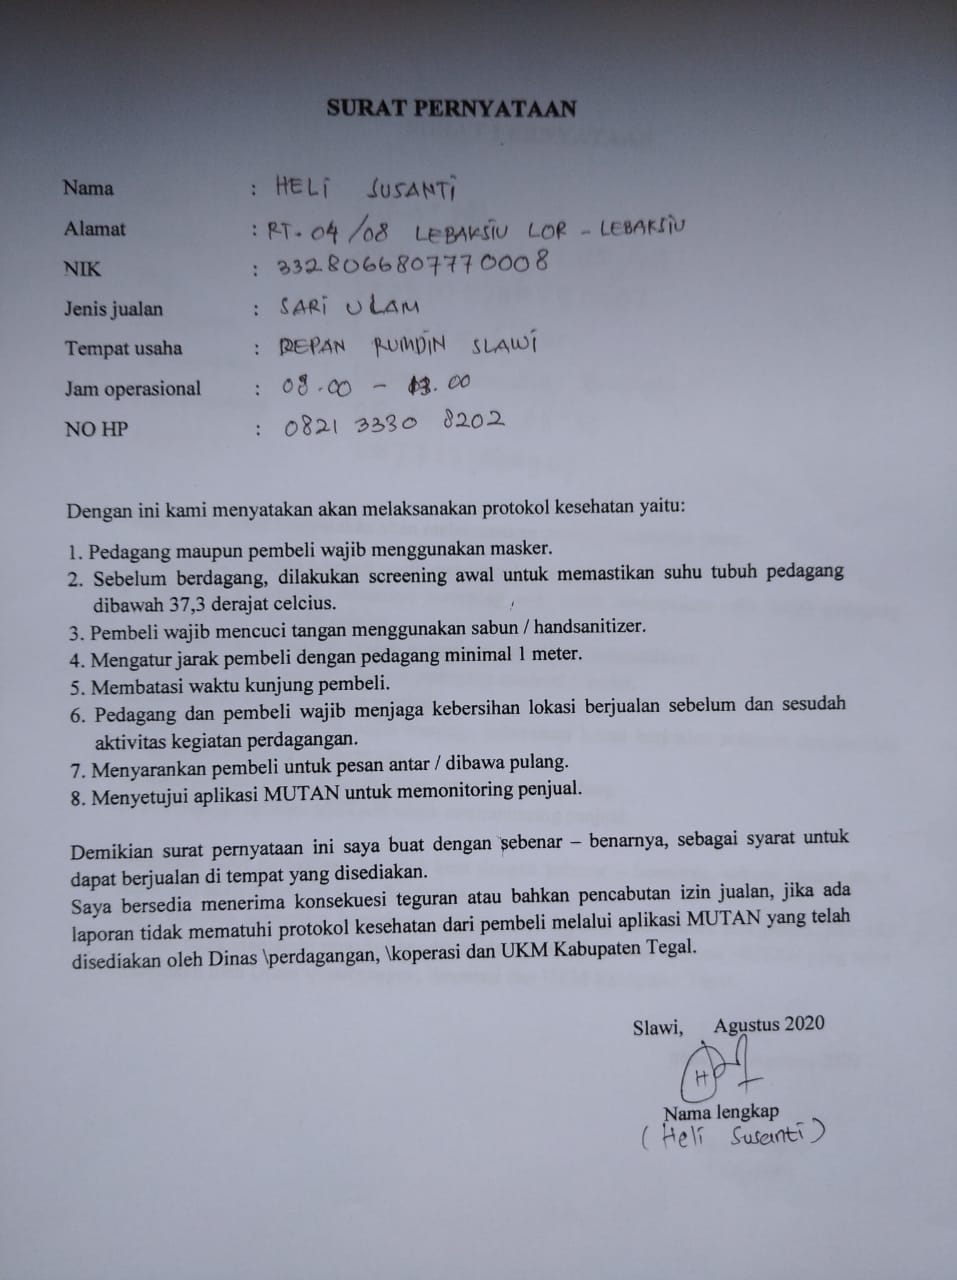 SURAT PERNYATAAN
Nama : HELI SUSANTI
Alamat : RT. 04/08 LEBAKSIU LOR - LEBAKSIU
NIK : 3328066807770008
Jenis jualan : SARI ULAM
Tempat usaha : DEPAN RUMDIN SLAWI
Jam operasional : 08.00 - 13.00
NO HP : 0821 3330 8202
Dengan ini kami menyatakan akan melaksanakan protokol kesehatan yaitu:
1. Pedagang maupun pembeli wajib menggunakan masker.
2. Sebelum berdagang, dilakukan screening awal untuk memastikan suhu tubuh pedagang
dibawah 37,3 derajat celcius.
3. Pembeli wajib mencuci tangan menggunakan sabun / handsanitizer.
4. Mengatur jarak pembeli dengan pedagang minimal 1 meter.
5. Membatasi waktu kunjung pembeli.
6. Pedagang dan pembeli wajib menjaga kebersihan lokasi berjualan sebelum dan sesudah
aktivitas kegiatan perdagangan.
7. Menyarankan pembeli untuk pesan antar / dibawa pulang.
8. Menyetujui aplikasi MUTAN untuk memonitoring penjual.
Demikian surat pernyataan ini saya buat dengan sebenar – benarnya, sebagai syarat untuk
dapat berjualan di tempat yang disediakan.
Saya bersedia menerima konsekuesi teguran atau bahkan pencabutan izin jualan, jika ada
laporan tidak mematuhi protokol kesehatan dari pembeli melalui aplikasi MUTAN yang telah
disediakan oleh Dinas \perdagangan, \koperasi dan UKM Kabupaten Tegal.
Slawi, Agustus 2020
Nama lengkap
(Heli Susanti)